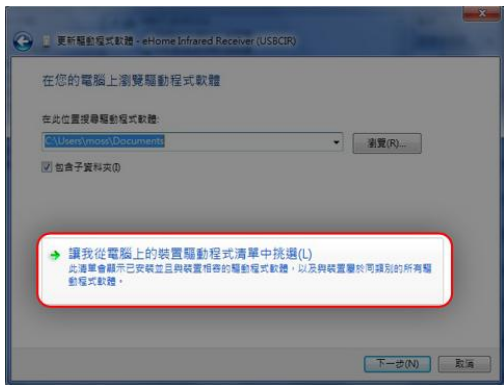 更新驅動程式軟體 - eHome Infrared Receiver (USBCIR)
在您的電腦上瀏覽驅動程式軟體
在此位置搜尋驅動程式軟體:
C:\Users\moss\Documents
瀏覽(R)...
包含子資料夾(I)
讓我從電腦上的裝置驅動程式清單中挑選(L)
此清單會顯示已安裝並且與裝置相容的驅動程式軟體，以及與裝置屬於同類別的所有驅
動程式軟體。
下一步(N)
取消